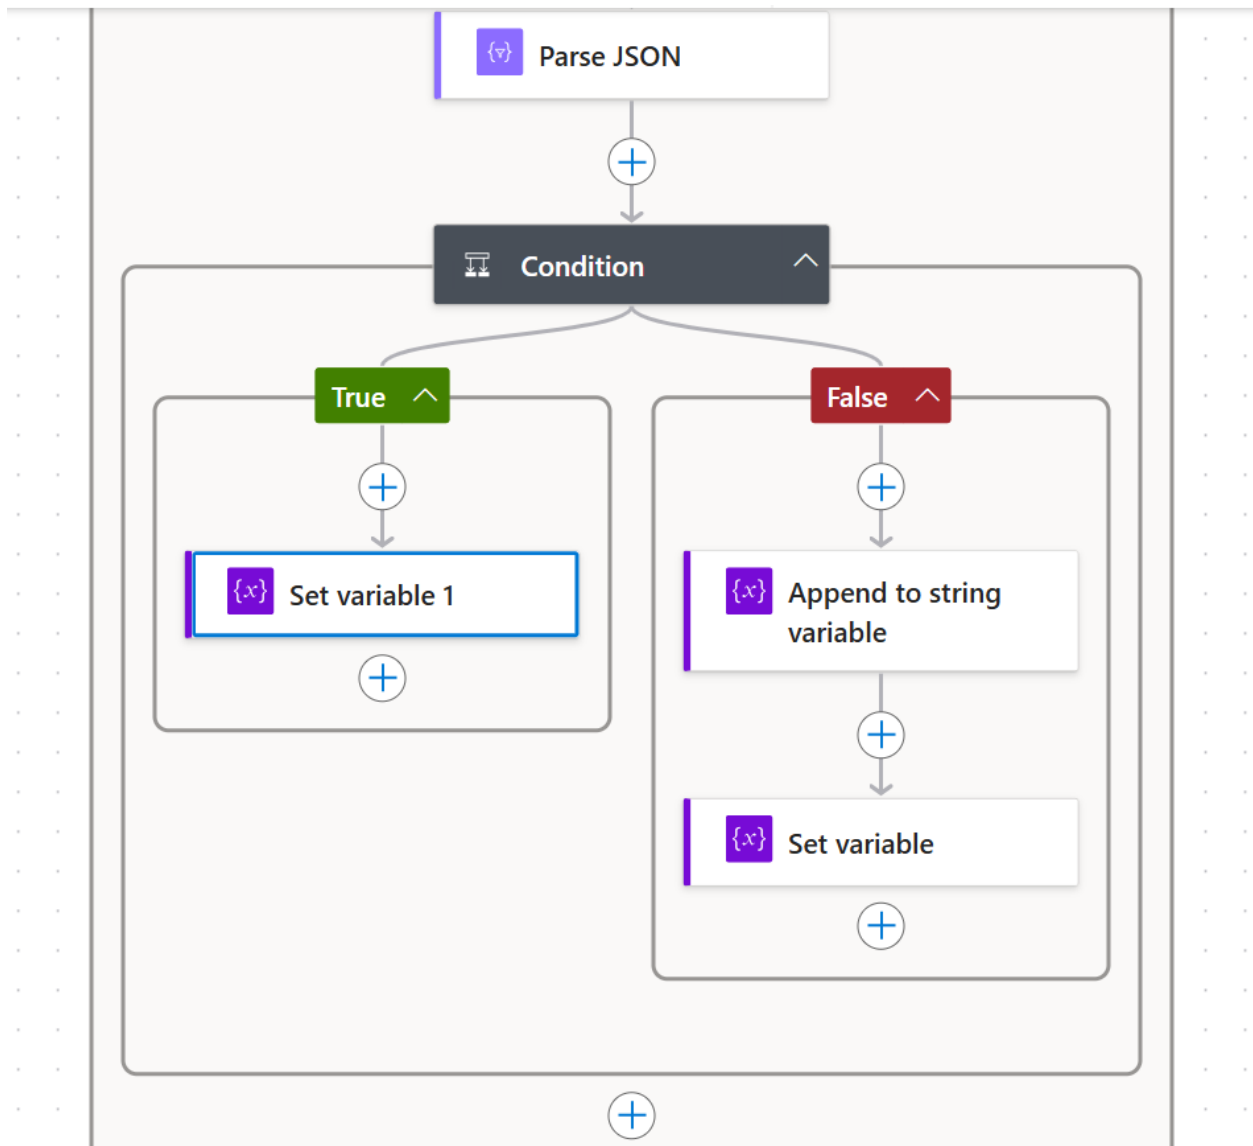 Parse JSON
Condition
True
False
Set variable 1
Append to string
variable
Set variable